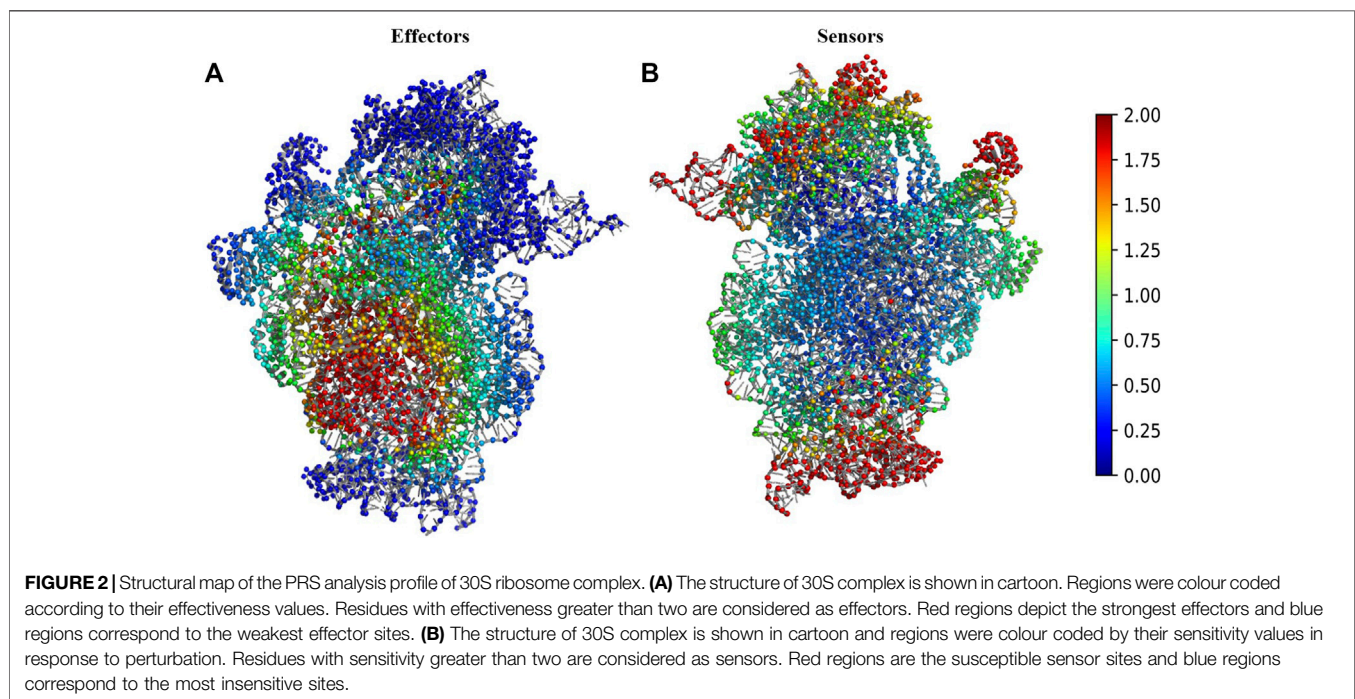 Effectors
Sensors
A
B
2.00
1.75
1.50
1.25
1.00
0.75
0.50
0.25
0.00
FIGURE 2 | Structural map of the PRS analysis profile of 30S ribosome complex. (A) The structure of 30S complex is shown in cartoon. Regions were colour coded
according to their effectiveness values. Residues with effectiveness greater than two are considered as effectors. Red regions depict the strongest effectors and blue
regions correspond to the weakest effector sites. (B) The structure of 30S complex is shown in cartoon and regions were colour coded by their sensitivity values in
response to perturbation. Residues with sensitivity greater than two are considered as sensors. Red regions are the susceptible sensor sites and blue regions
correspond to the most insensitive sites.